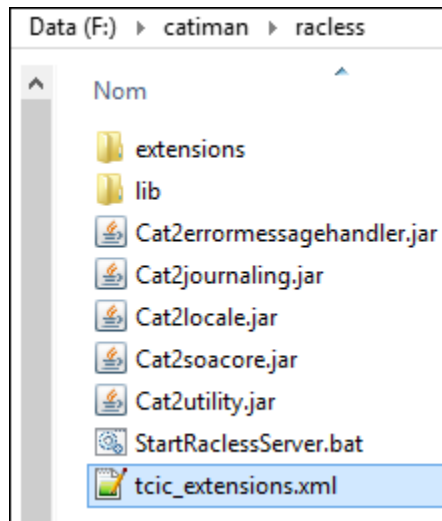 Data (F:) ▸ catiman ▸ racless
Nom
extensions
lib
Cat2errormessagehandler.jar
Cat2journaling.jar
Cat2locale.jar
Cat2soacore.jar
Cat2utility.jar
StartRaclessServer.bat
tcic_extensions.xml